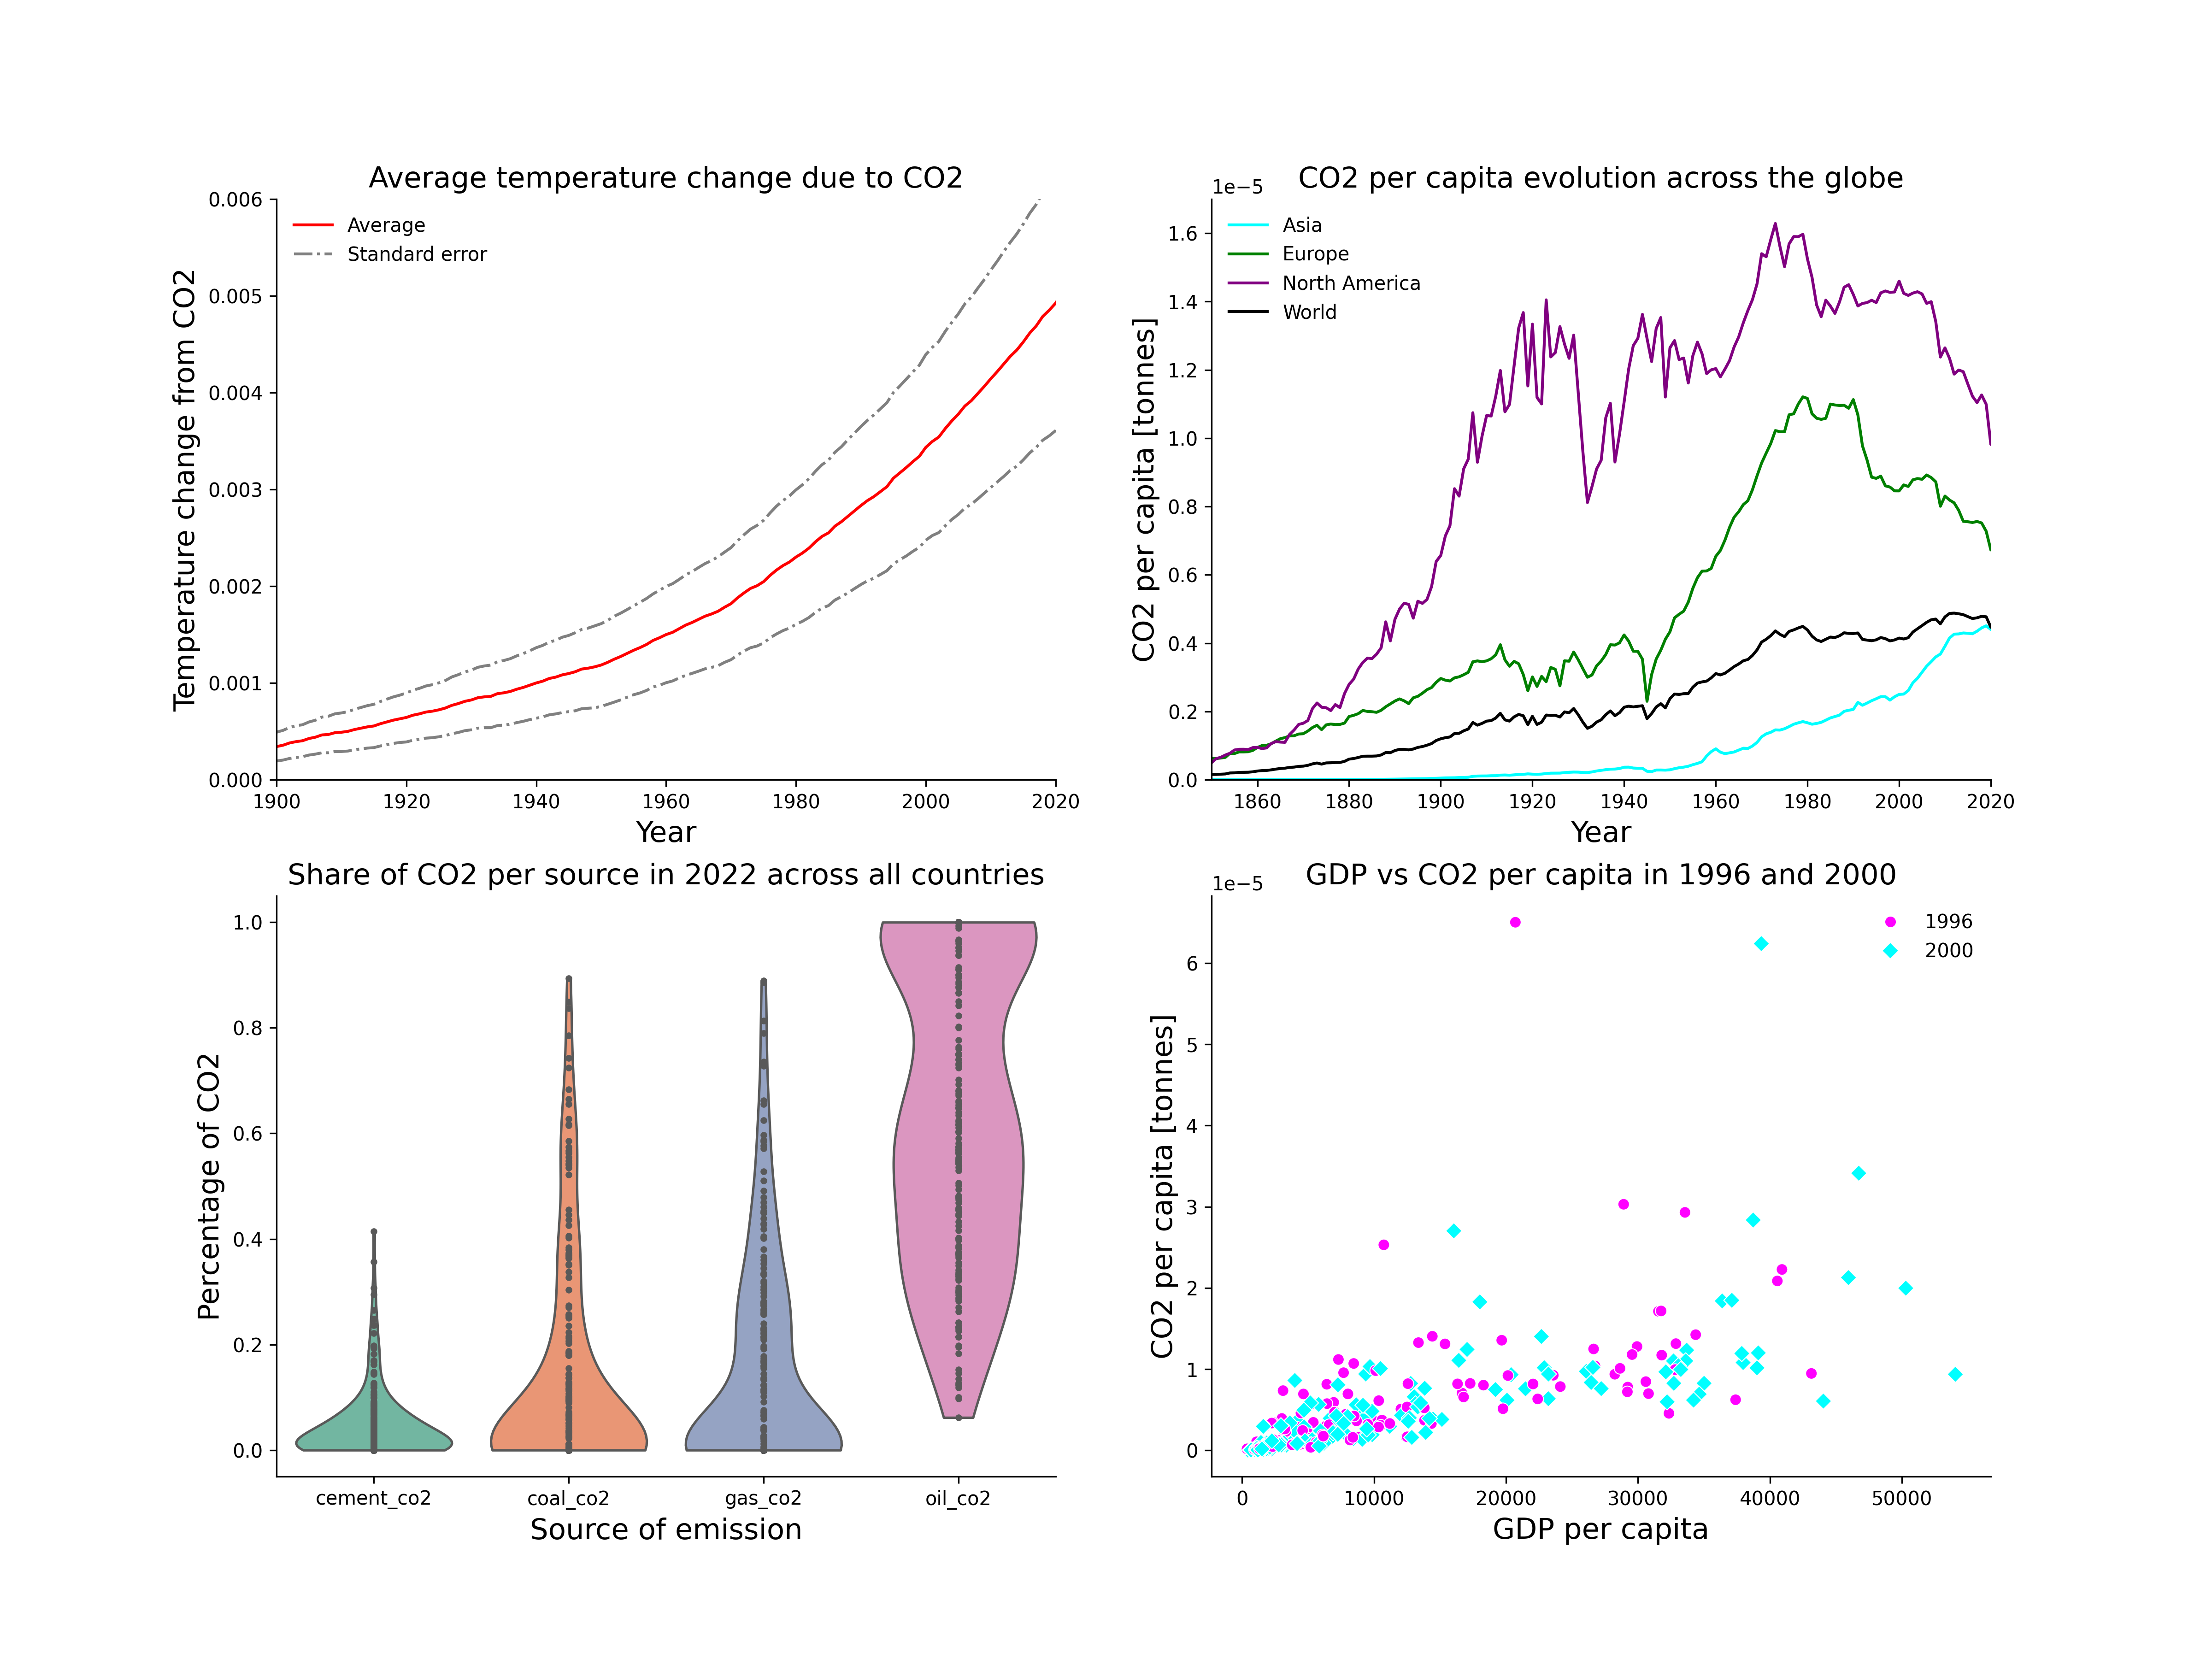 Average temperature change due to CO2
0.006
0.005
0.004
0.003
0.002
0.001
0.000
Temperature change from CO2
Average
Standard error
1900
1920
1940
1960
1980
2000
2020
Year
CO2 per capita evolution across the globe
1e−5
1.6
1.4
1.2
1.0
0.8
0.6
0.4
0.2
0.0
CO2 per capita [tonnes]
Asia
Europe
North America
World
1860
1880
1900
1920
1940
1960
1980
2000
2020
Year
Share of CO2 per source in 2022 across all countries
1.0
0.8
0.6
0.4
0.2
0.0
Percentage of CO2
cement_co2
coal_co2
gas_co2
oil_co2
Source of emission
GDP vs CO2 per capita in 1996 and 2000
1e−5
6
5
4
3
2
1
0
CO2 per capita [tonnes]
1996
2000
0
10000
20000
30000
40000
50000
GDP per capita